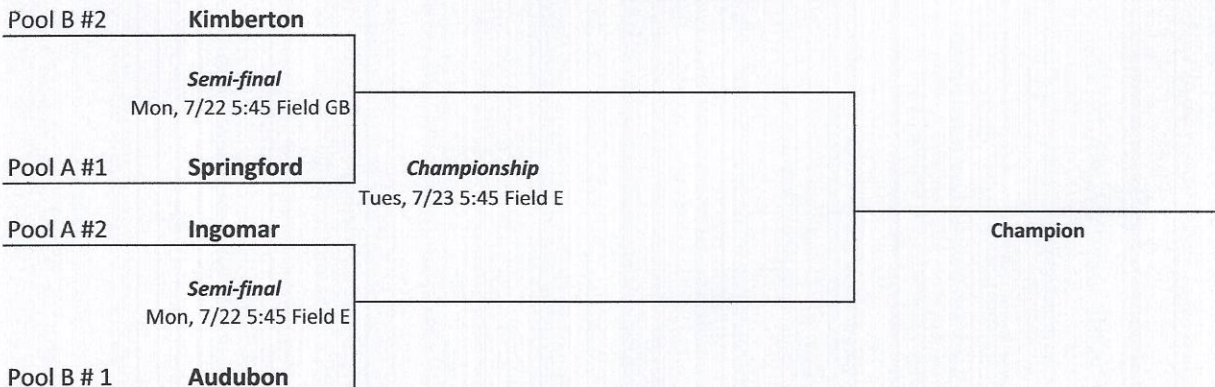 Pool B #2 Kimberton
Semi-final
Mon, 7/22 5:45 Field GB
Pool A #1 Springford
Championship
Tues, 7/23 5:45 Field E
Pool A #2 Ingomar
Champion
Semi-final
Mon, 7/22 5:45 Field E
Pool B # 1 Audubon